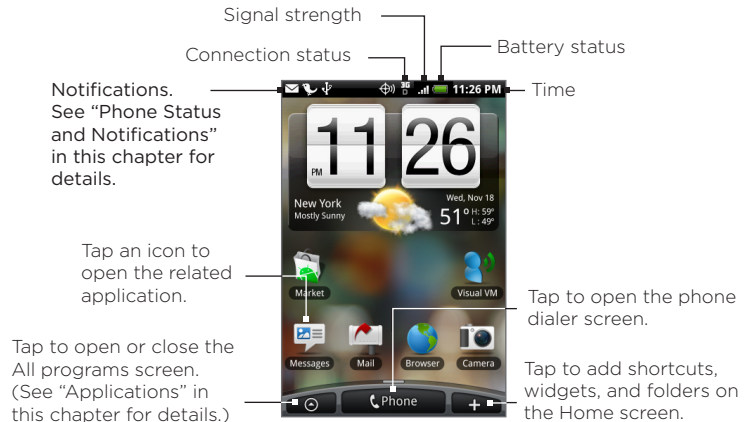 Signal strength
Connection status
Battery status
Notifications.
See “Phone Status
and Notifications”
in this chapter for
details.
3G
D
11:26 PM
Time
11
26
PM
New York
Mostly Sunny
Wed, Nov 18
51°
H: 59°
L: 49°
Tap an icon to
open the related
application.
Market
Visual VM
Tap to open the phone
dialer screen.
Messages
Mail
Browser
Camera
Tap to open or close the
All programs screen.
(See “Applications” in
this chapter for details.)
Phone
Tap to add shortcuts,
widgets, and folders on
the Home screen.